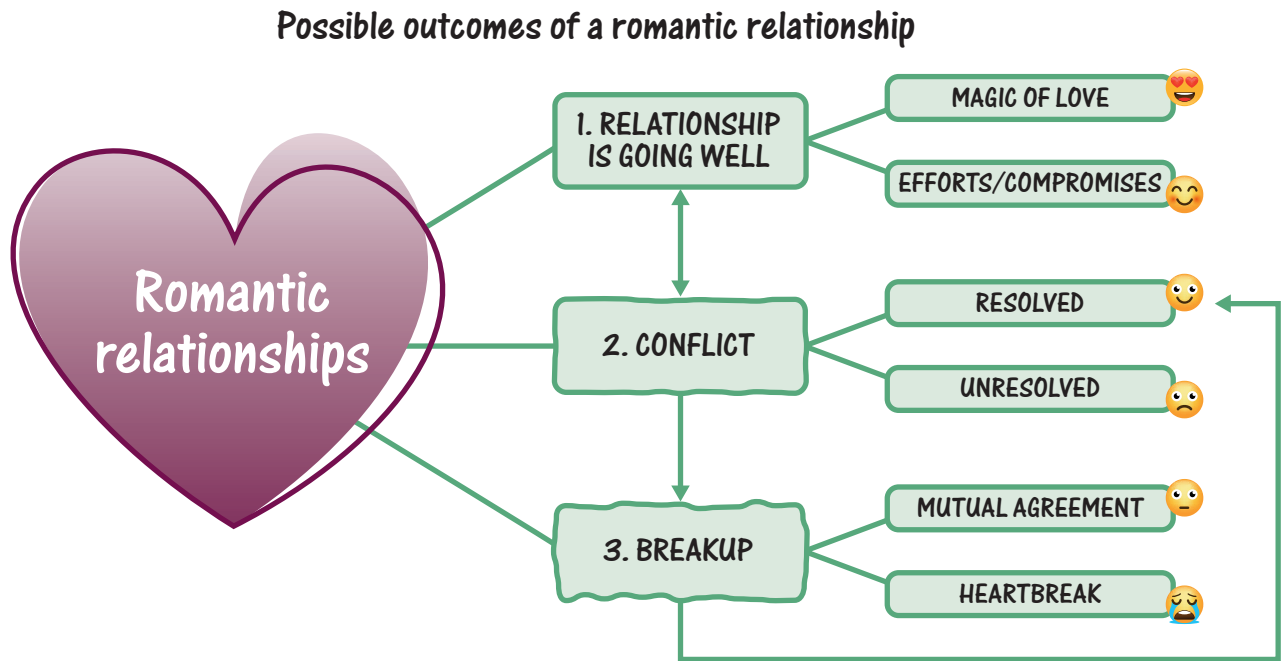 Possible outcomes of a romantic relationship
Romantic
relationships
1. RELATIONSHIP
IS GOING WELL
MAGIC OF LOVE
EFFORTS/COMPROMISES
2. CONFLICT
RESOLVED
UNRESOLVED
3. BREAKUP
MUTUAL AGREEMENT
HEARTBREAK